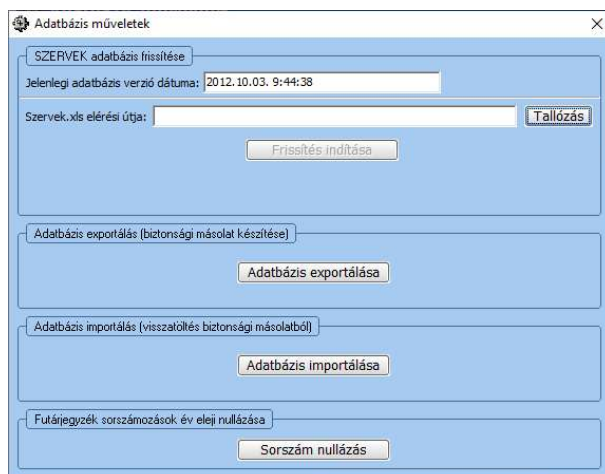 Adatbázis műveletek
SZERVEK adatbázis frissítése
Jelenlegi adatbázis verzió dátuma: 2012.10.03. 9:44:38
Szervek.xls elérési útja: Tallózás
Frissítés indítása
Adatbázis exportálás (biztonsági másolat készítése)
Adatbázis exportálása
Adatbázis importálás (visszatöltés biztonsági másolatból)
Adatbázis importálása
Futárjegyzék sorszámozások év eleji nullázása
Sorszám nullázás